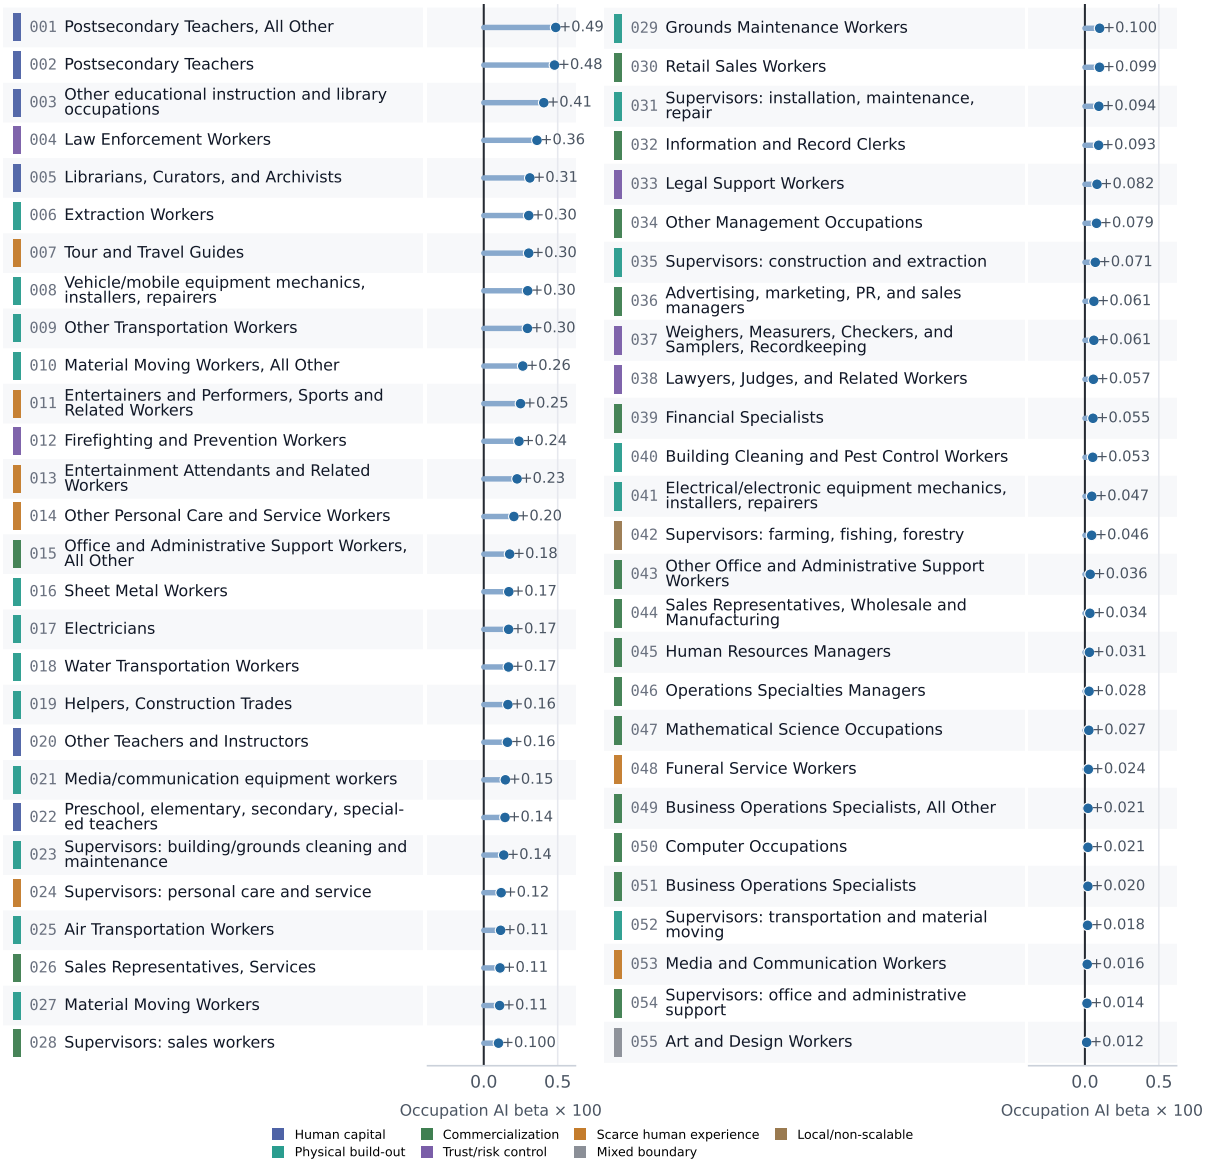 001 Postsecondary Teachers, All Other +0.49
002 Postsecondary Teachers +0.48
003 Other educational instruction and library
occupations +0.41
004 Law Enforcement Workers +0.36
005 Librarians, Curators, and Archivists +0.31
006 Extraction Workers +0.30
007 Tour and Travel Guides +0.30
008 Vehicle/mobile equipment mechanics,
installers, repairers +0.30
009 Other Transportation Workers +0.30
010 Material Moving Workers, All Other +0.26
011 Entertainers and Performers, Sports and
Related Workers +0.25
012 Firefighting and Prevention Workers +0.24
013 Entertainment Attendants and Related
Workers +0.23
014 Other Personal Care and Service Workers +0.20
015 Office and Administrative Support Workers,
All Other +0.18
016 Sheet Metal Workers +0.17
017 Electricians +0.17
018 Water Transportation Workers +0.17
019 Helpers, Construction Trades +0.16
020 Other Teachers and Instructors +0.16
021 Media/communication equipment workers +0.15
022 Preschool, elementary, secondary, special-
ed teachers +0.14
023 Supervisors: building/grounds cleaning and
maintenance +0.14
024 Supervisors: personal care and service +0.12
025 Air Transportation Workers +0.11
026 Sales Representatives, Services +0.11
027 Material Moving Workers +0.11
028 Supervisors: sales workers +0.100
0.0 0.5
Occupation AI beta × 100
029 Grounds Maintenance Workers +0.100
030 Retail Sales Workers +0.099
031 Supervisors: installation, maintenance,
repair +0.094
032 Information and Record Clerks +0.093
033 Legal Support Workers +0.082
034 Other Management Occupations +0.079
035 Supervisors: construction and extraction +0.071
036 Advertising, marketing, PR, and sales
managers +0.061
037 Weighers, Measurers, Checkers, and
Samplers, Recordkeeping +0.061
038 Lawyers, Judges, and Related Workers +0.057
039 Financial Specialists +0.055
040 Building Cleaning and Pest Control Workers +0.053
041 Electrical/electronic equipment mechanics,
installers, repairers +0.047
042 Supervisors: farming, fishing, forestry +0.046
043 Other Office and Administrative Support
Workers +0.036
044 Sales Representatives, Wholesale and
Manufacturing +0.034
045 Human Resources Managers +0.031
046 Operations Specialties Managers +0.028
047 Mathematical Science Occupations +0.027
048 Funeral Service Workers +0.024
049 Business Operations Specialists, All Other +0.021
050 Computer Occupations +0.021
051 Business Operations Specialists +0.020
052 Supervisors: transportation and material
moving +0.018
053 Media and Communication Workers +0.016
054 Supervisors: office and administrative
support +0.014
055 Art and Design Workers +0.012
0.0 0.5
Occupation AI beta × 100
Human capital Commercialization Scarce human experience Local/non-scalable
Physical build-out Trust/risk control Mixed boundary